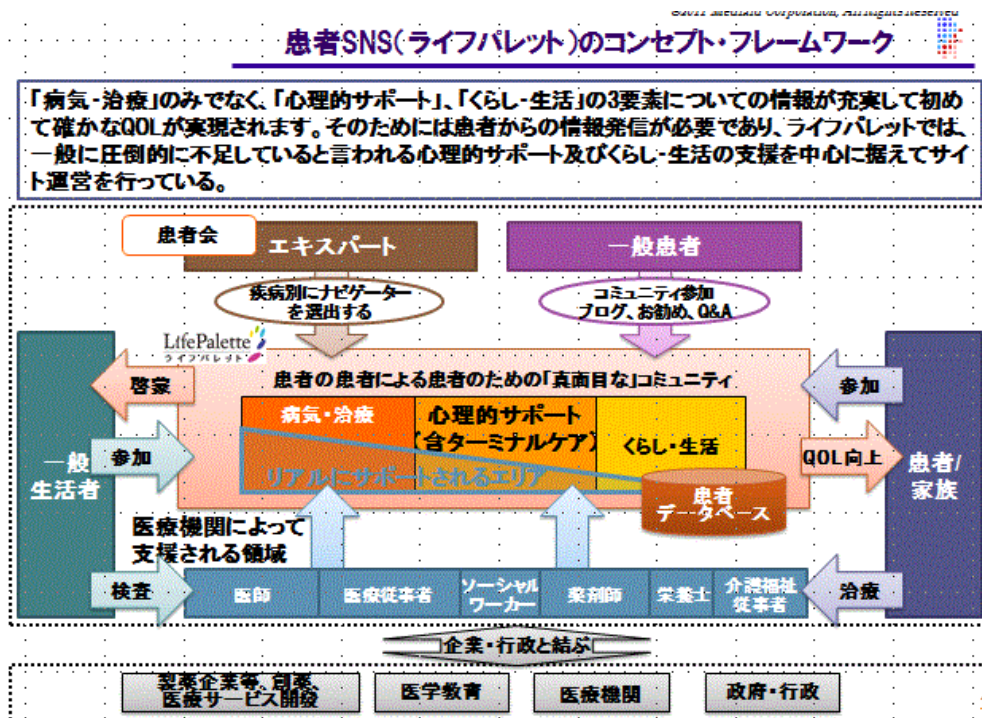 ©2011 Mediaid Corporation, All Rights Reserved
患者SNS(ライフパレット)のコンセプト・フレームワーク
「病気・治療」のみでなく、「心理的サポート」、「くらし・生活」の3要素についての情報が充実して初め
て確かなQOLが実現されます。そのためには患者からの情報発信が必要であり、ライフパレットでは、
一般に圧倒的に不足していると言われる心理的サポート及びくらし・生活の支援を中心に据えてサイ
ト運営を行っている。
患者会
エキスパート
一般患者
疾病別にナビゲーター
を選出する
コミュニティ参加
ブログ、お勧め、Q&A
LifePalette
ライフパレット
患者の患者による患者のための「真面目な」コミュニティ
啓蒙
参加
病気・治療
心理的サポート
(含ターミナルケア)
くらし・生活
リアルにサポートされるエリア
患者
データベース
一般
生活者
参加
QOL向上
患者/
家族
医療機関によって
支援される領域
検査
医師
医療従事者
ソーシャル
ワーカー
薬剤師
栄養士
介護福祉
従事者
治療
企業・行政と結ぶ
製薬企業等、創薬、
医療サービス開発
医学教育
医療機関
政府・行政